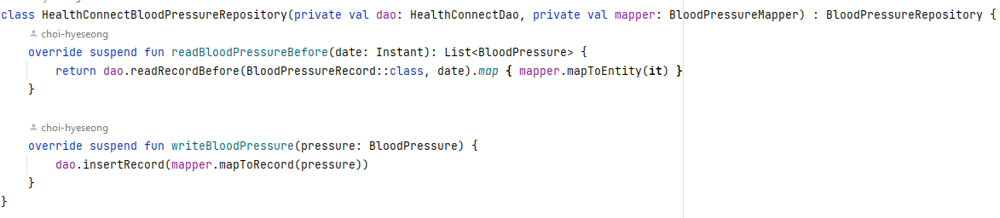 class HealthConnectBloodPressureRepository(private val dao: HealthConnectDao, private val mapper: BloodPressureMapper) : BloodPressureRepository {
choi-hyeseong
override suspend fun readBloodPressureBefore(date: Instant): List<BloodPressure> {
return dao.readRecordBefore(BloodPressureRecord::class, date).map { mapper.mapToEntity(it) }
}
choi-hyeseong
override suspend fun writeBloodPressure(pressure: BloodPressure) {
dao.insertRecord(mapper.mapToRecord(pressure))
}
}